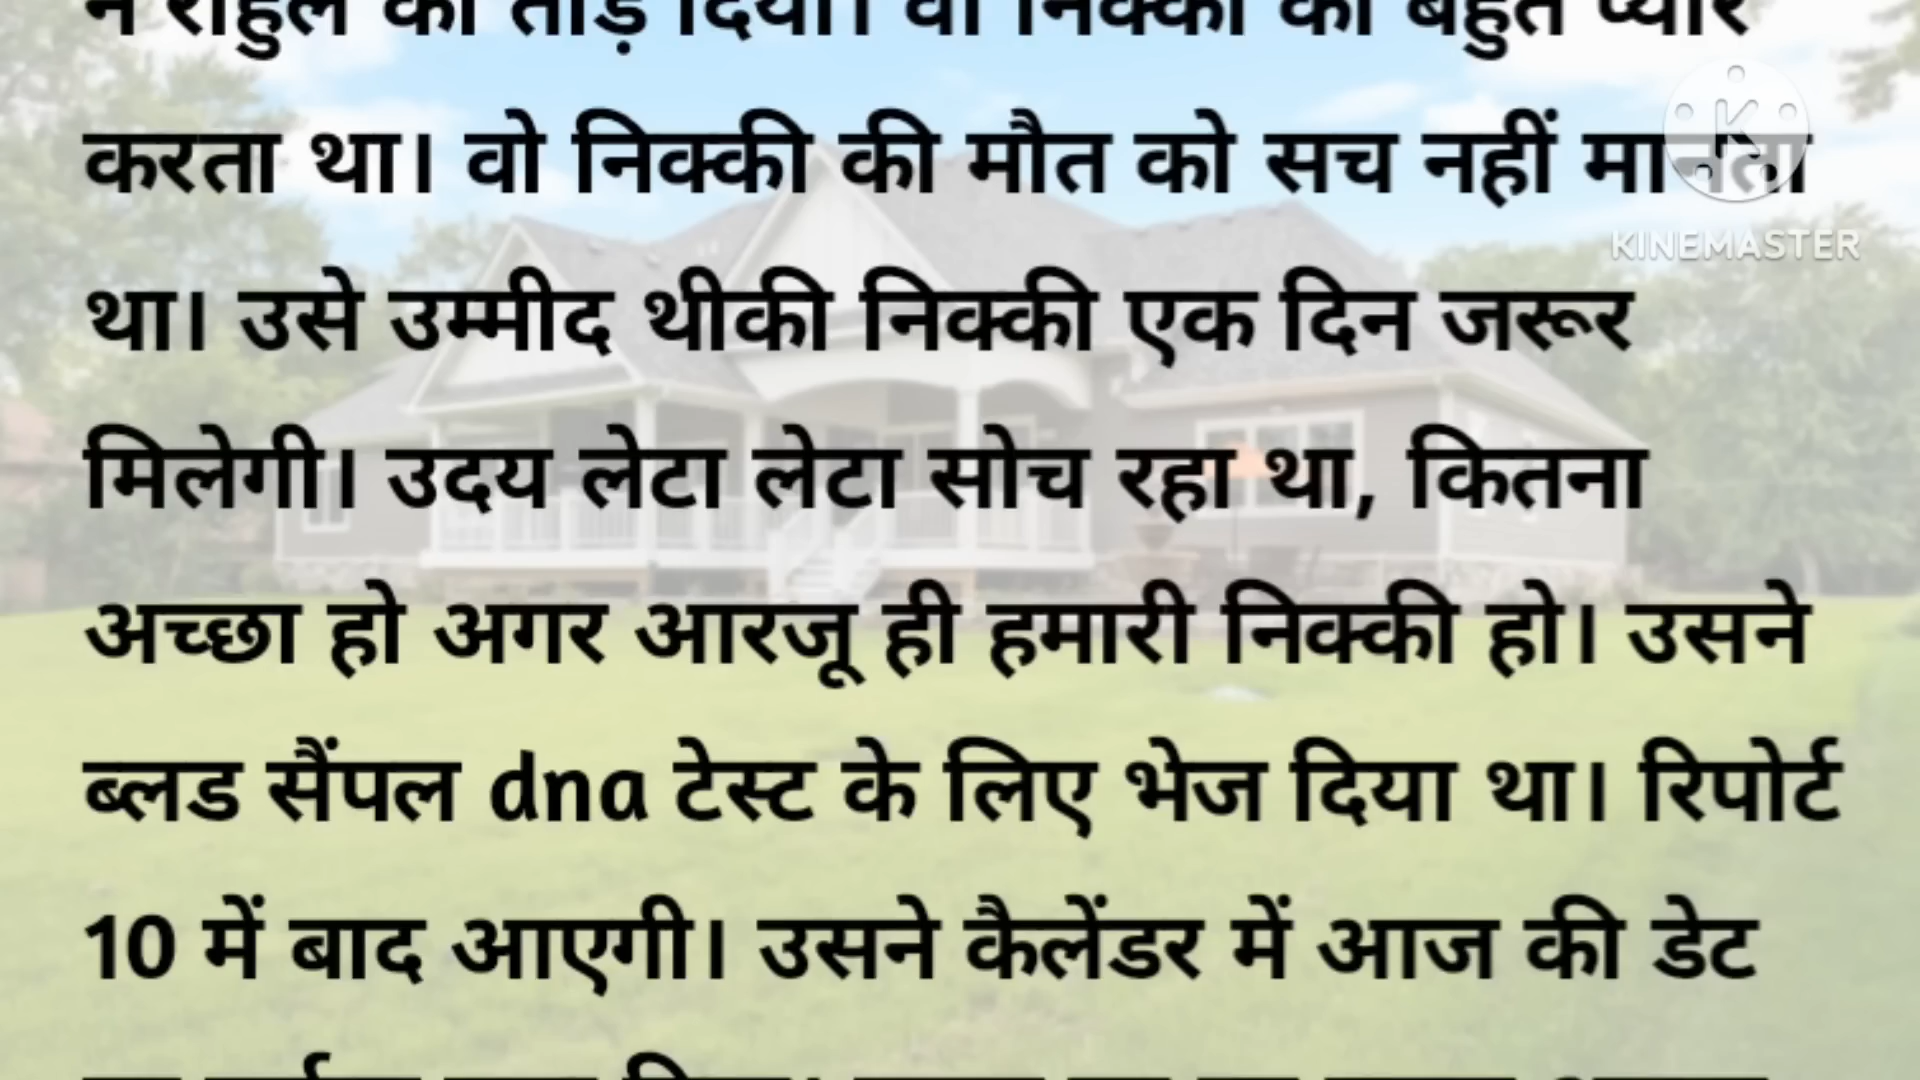 ने राहुल को तोड़ दिया। वो निक्की को बहुत प्यार
करता था। वो निक्की की मौत को सच नहीं मानता
था। उसे उम्मीद थीकी निक्की एक दिन जरूर
मिलेगी। उदय लेटा लेटा सोच रहा था, कितना
अच्छा हो अगर आरजू ही हमारी निक्की हो। उसने
ब्लड सैंपल dna टेस्ट के लिए भेज दिया था। रिपोर्ट
10 में बाद आएगी। उसने कैलेंडर में आज की डेट
K
KINEMASTER